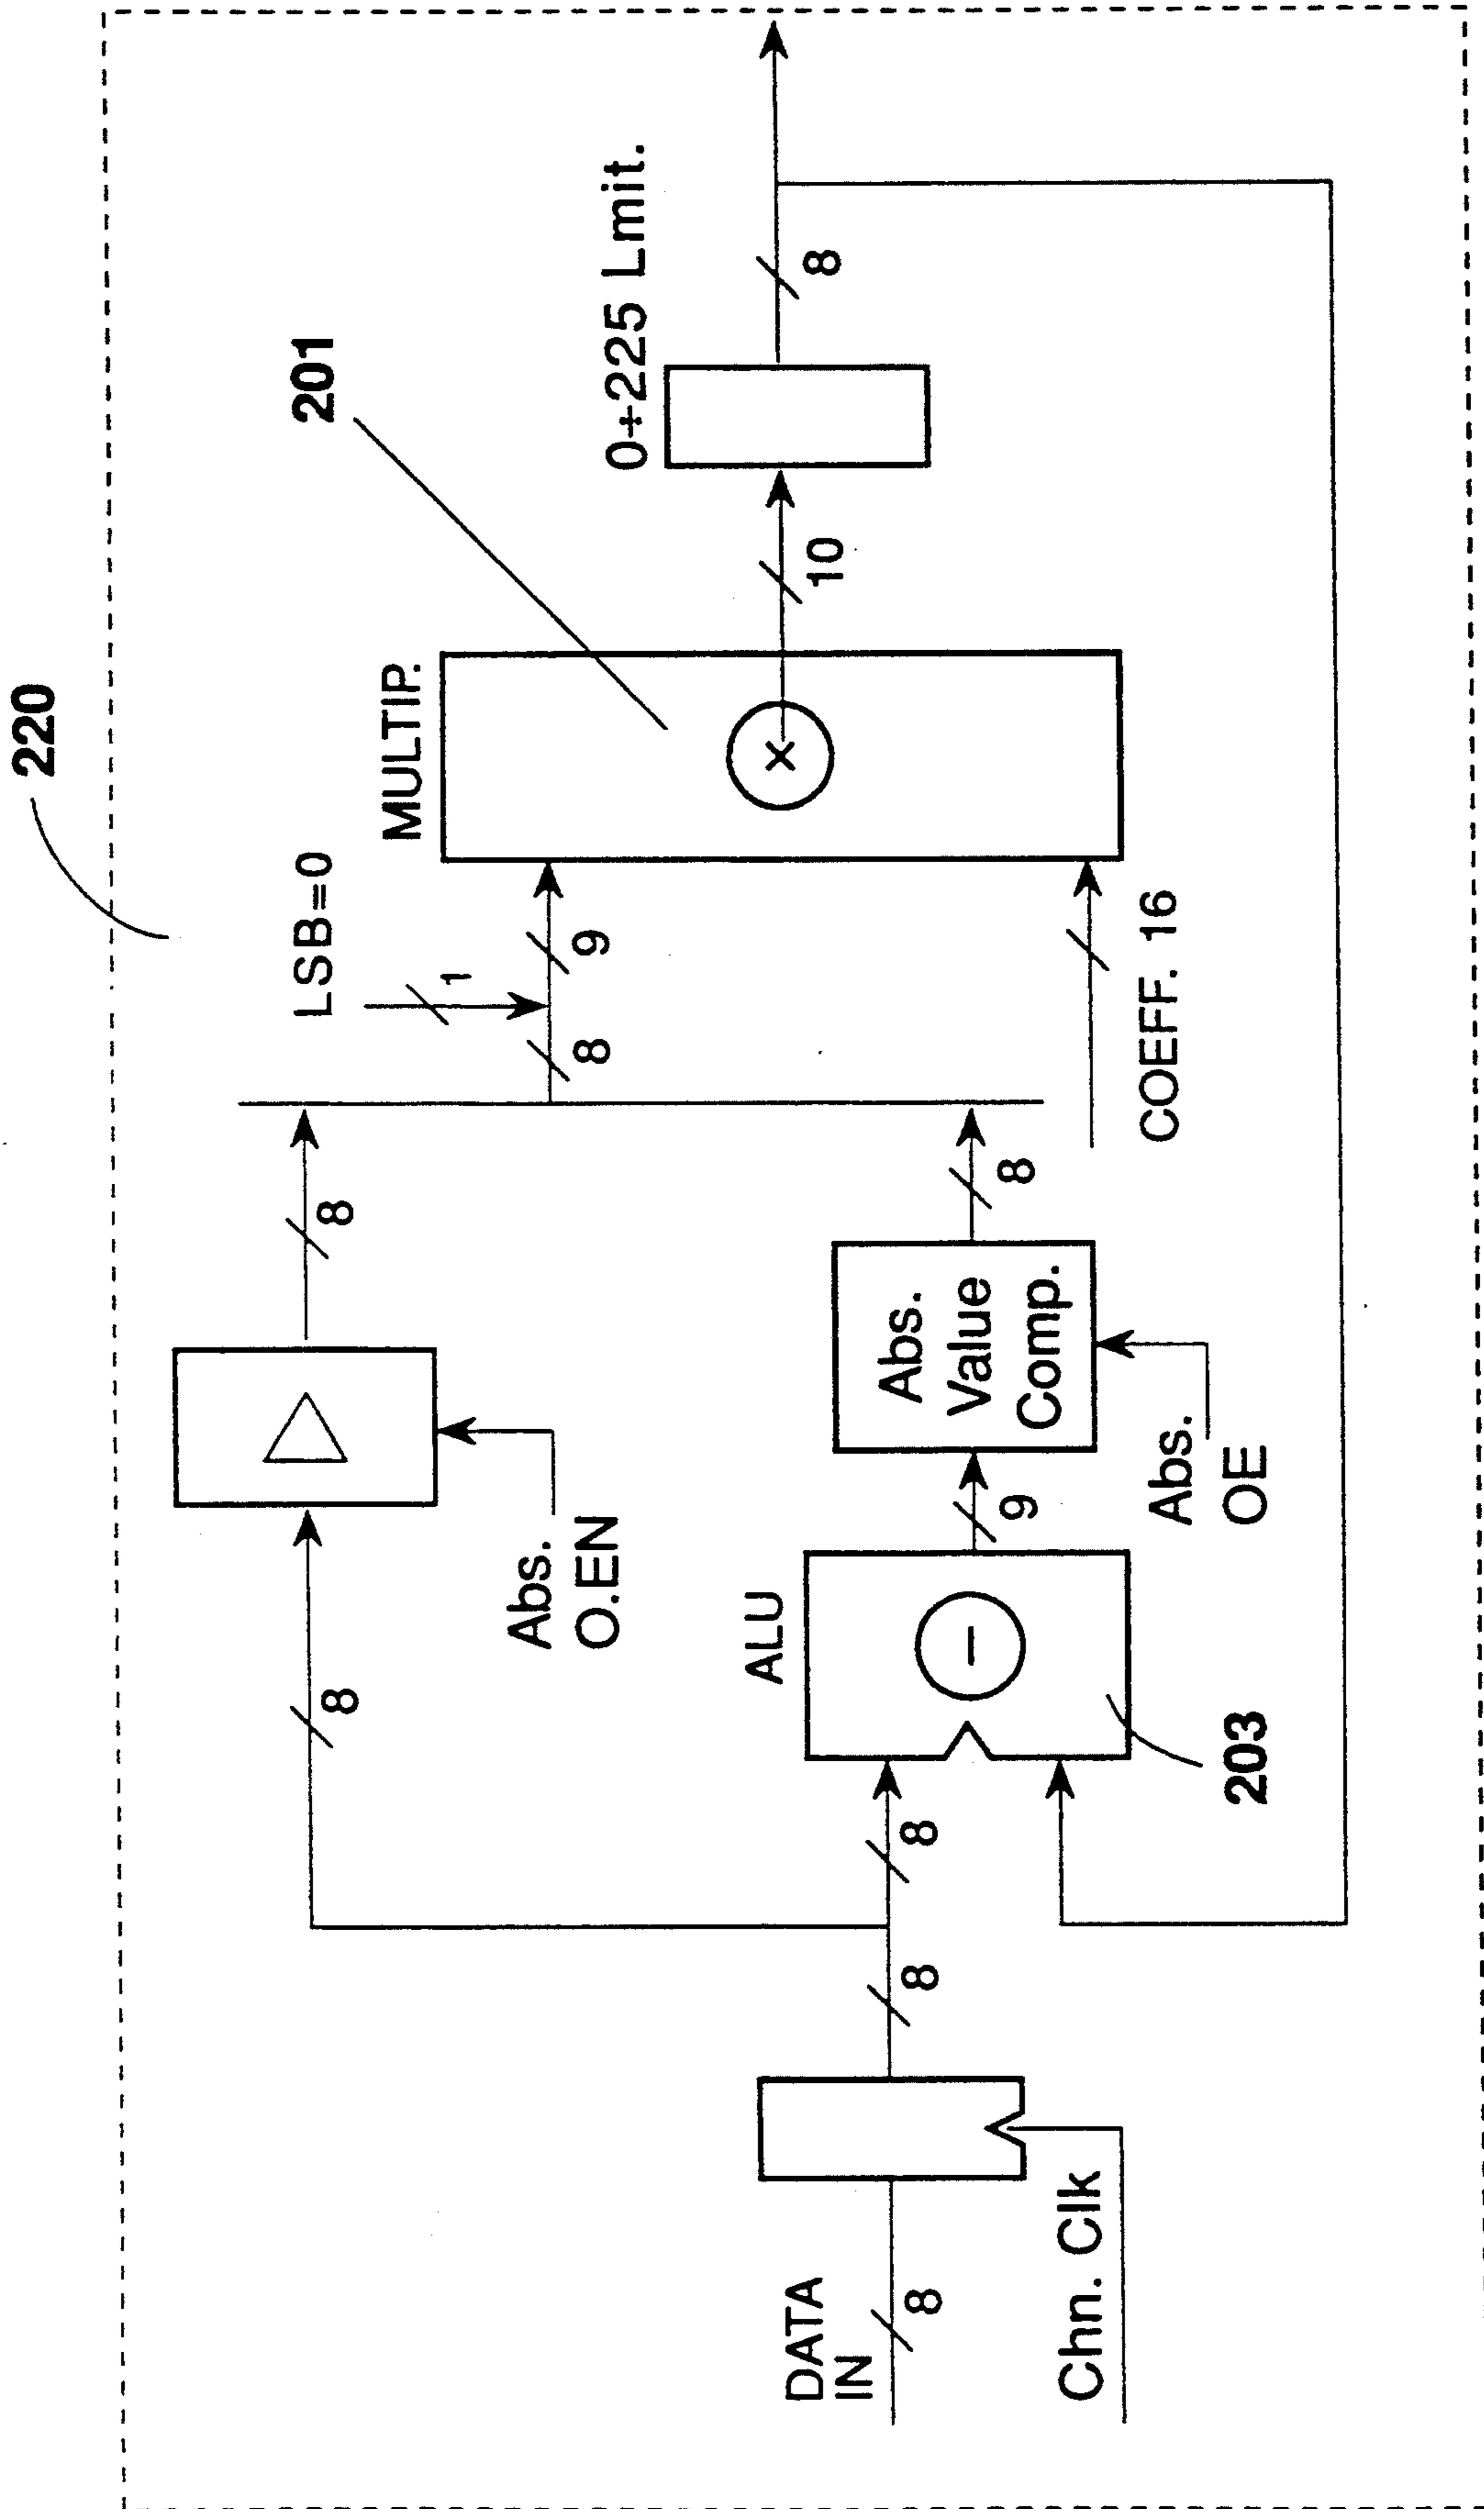 220
201
LSB=0
1
MULTIP.
0÷225 Lmit.
8
8
8
9
10
8
Abs.
O.EN
ALU
DATA
IN
8
8
8
9
Abs.
Value
Comp.
8
COEFF. 16
Chn. Clk
203
Abs.
OE